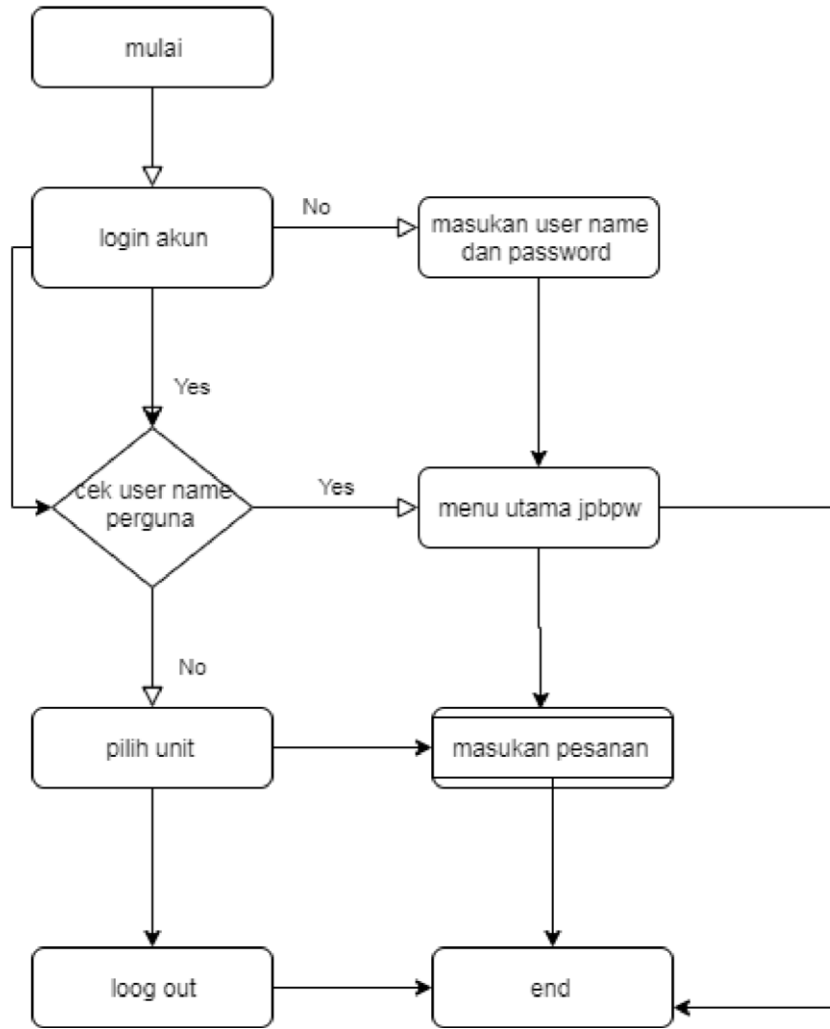 mulai
login akun
No
masukan user name
dan password
Yes
cek user name
perguna
Yes
menu utama jpbpw
No
pilih unit
masukan pesanan
loog out
end